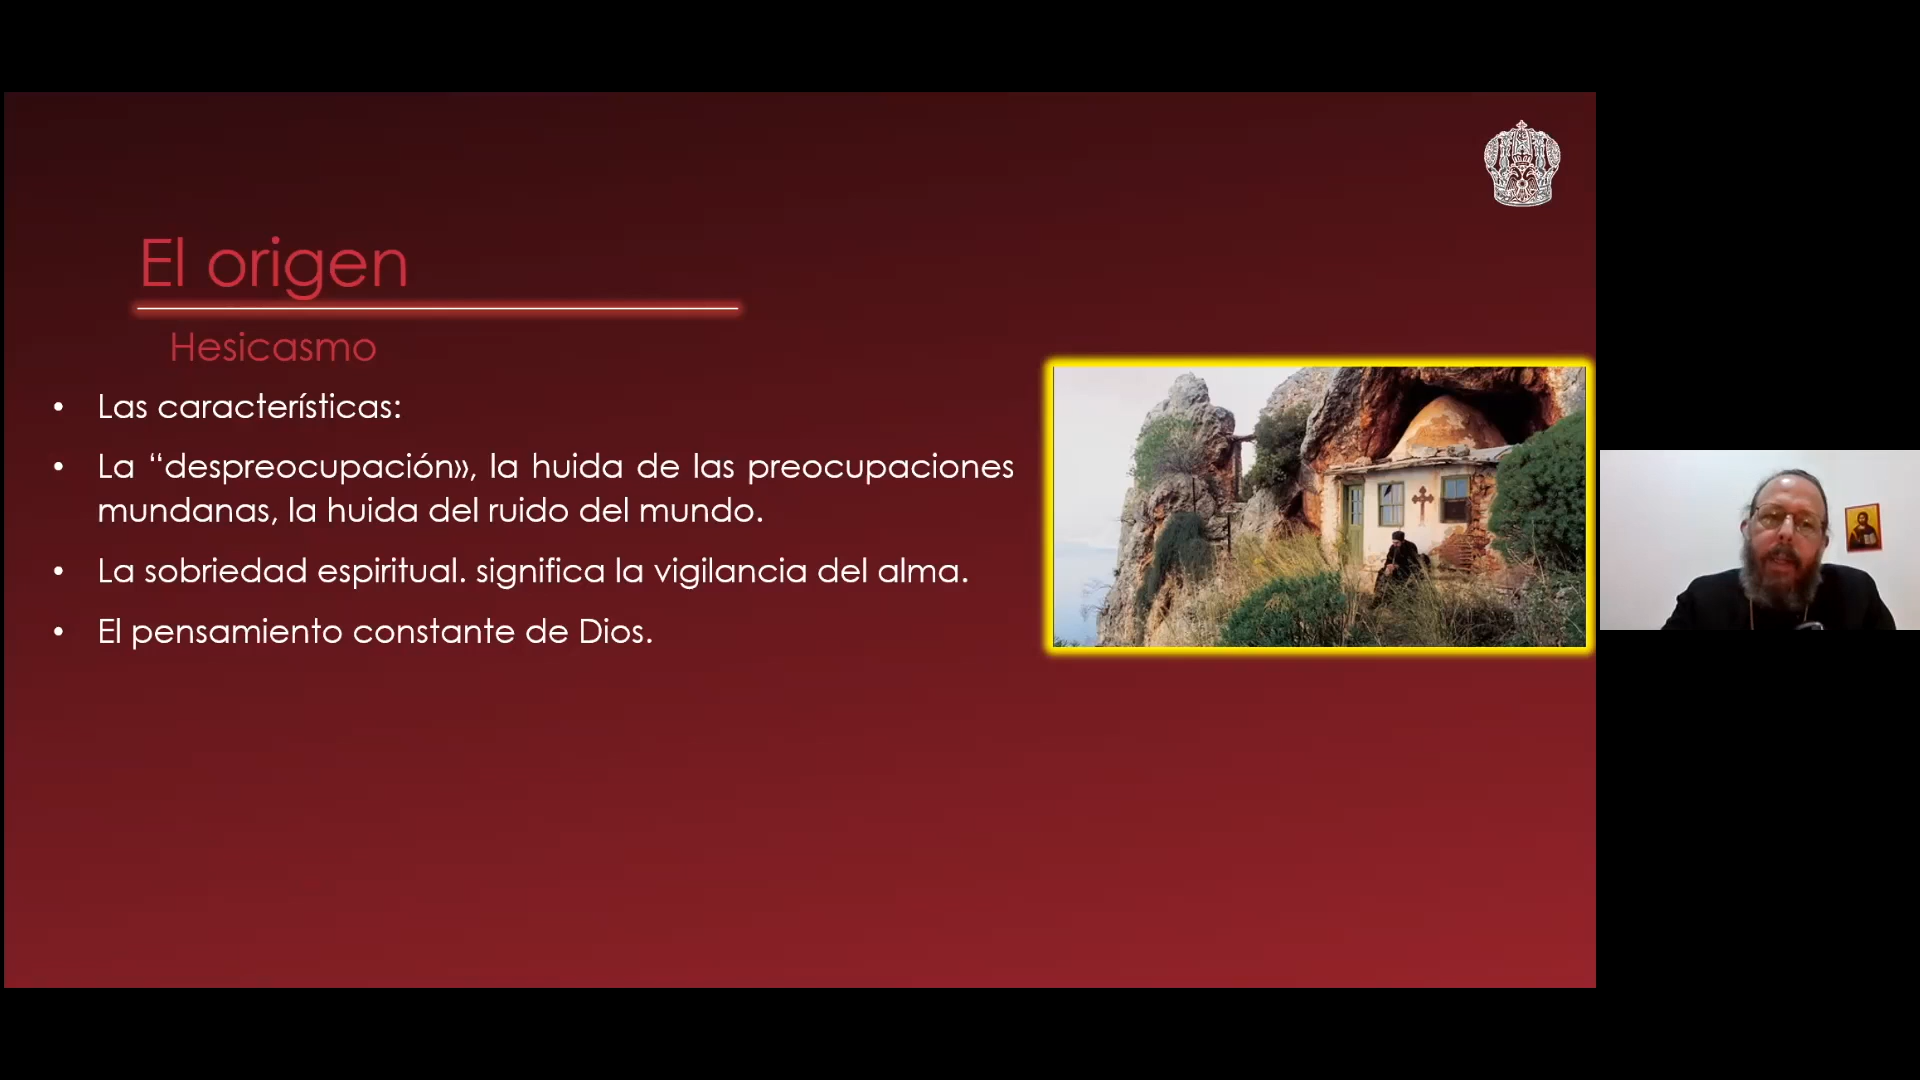 El origen
Hesicasmo
• Las características:
• La “despreocupación», la huida de las preocupaciones
mundanas, la huida del ruido del mundo.
• La sobriedad espiritual. significa la vigilancia del alma.
• El pensamiento constante de Dios.